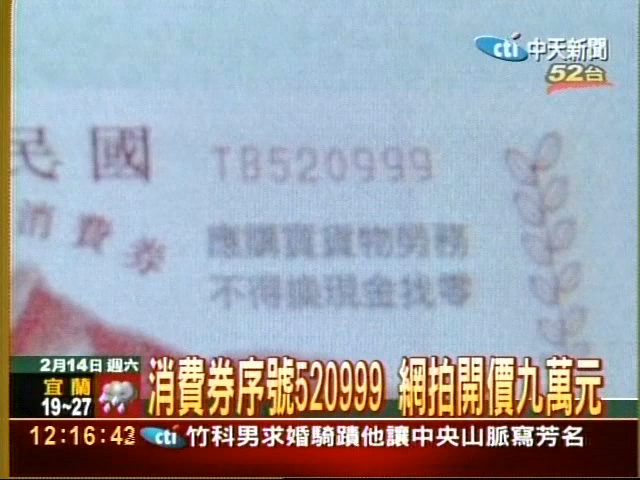 cti 中天新聞
52台
民國 TB520999
消費券
應購買貨物勞務
不得換現金找零
2月14日 週六
宜蘭
19~27
消費券序號520999 網拍開價九萬元
12:16:42 cti 竹科男求婚騎蹟他讓中央山脈寫芳名